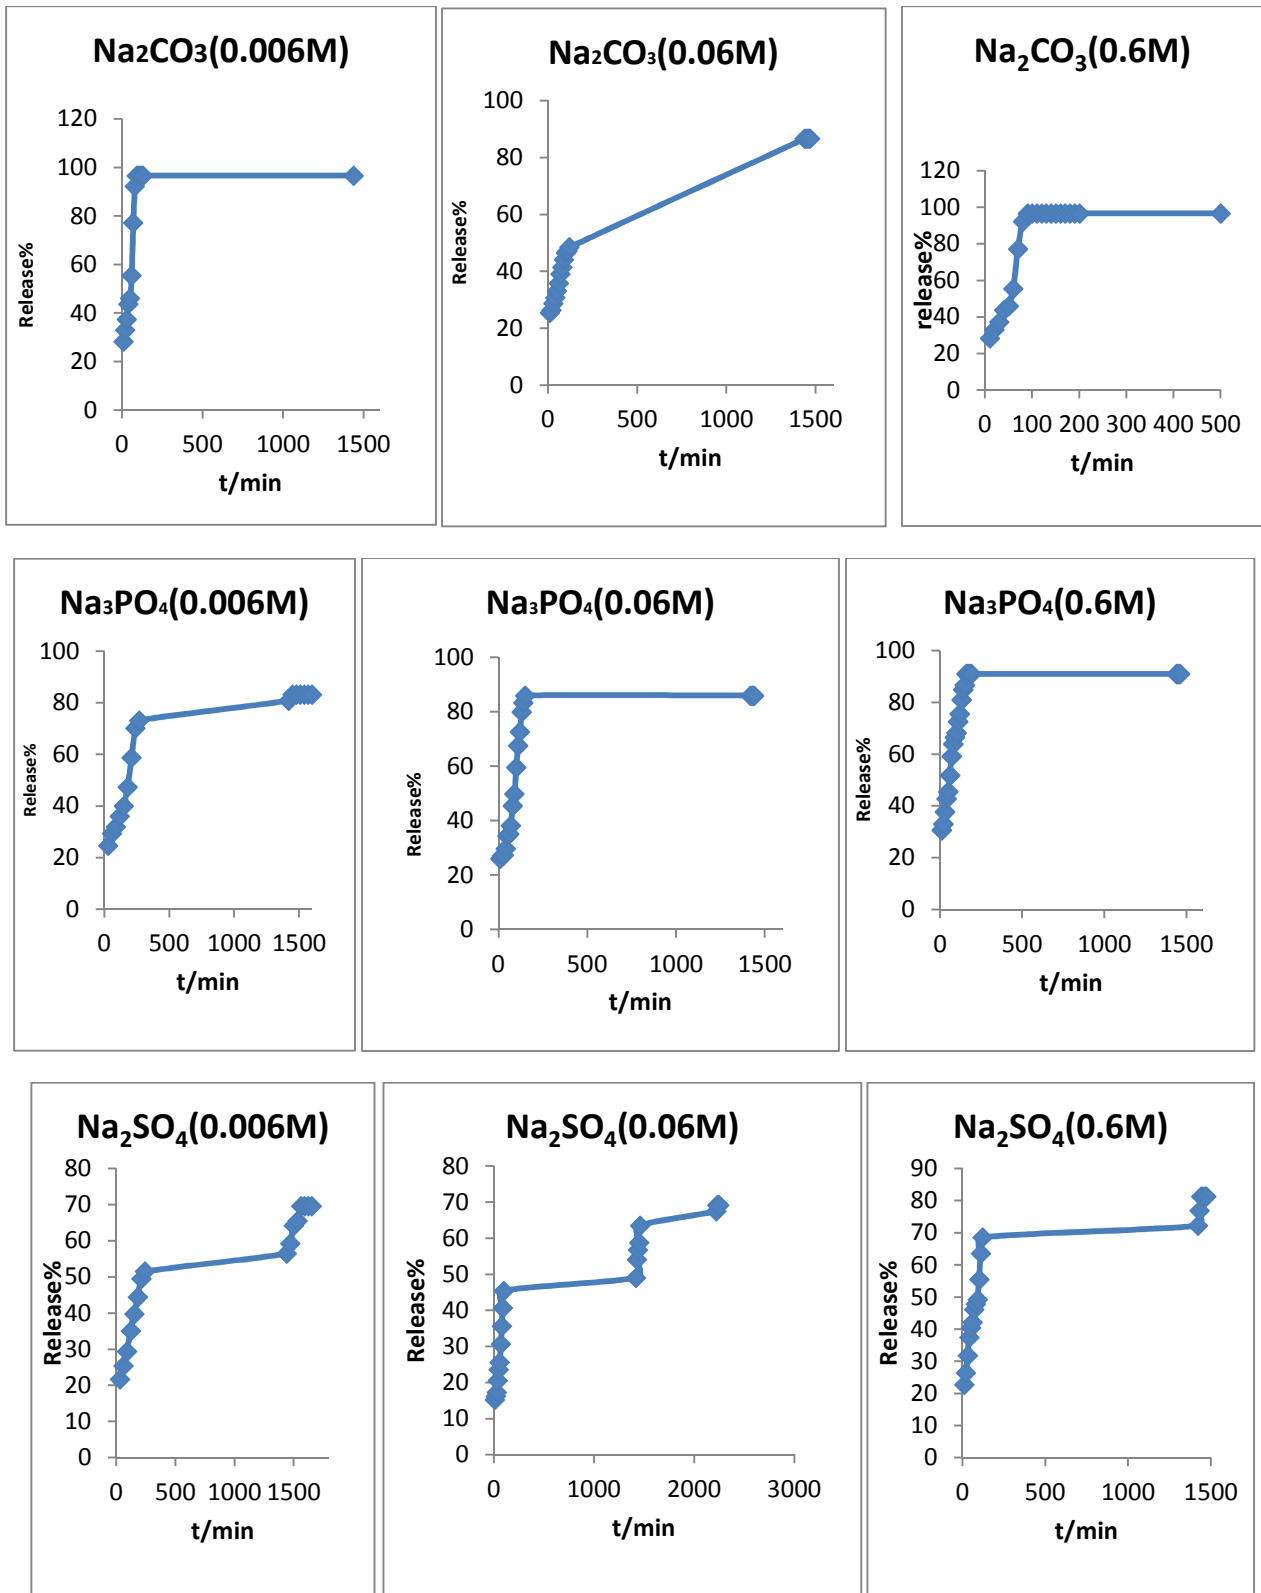 Na₂CO₃(0.006M)
120
100
80
60
40
20
0
Release%
0 500 1000 1500
t/min
Na₂CO₃(0.06M)
100
80
60
40
20
0
Release%
0 500 1000 1500
t/min
Na₂CO₃(0.6M)
120
100
80
60
40
20
0
release%
0 100 200 300 400 500
t/min
Na₃PO₄(0.006M)
100
80
60
40
20
0
Release%
0 500 1000 1500
t/min
Na₃PO₄(0.06M)
100
80
60
40
20
0
Release%
0 500 1000 1500
t/min
Na₃PO₄(0.6M)
100
80
60
40
20
0
Release%
0 500 1000 1500
t/min
Na₂SO₄(0.006M)
80
70
60
50
40
30
20
10
0
Release%
0 500 1000 1500
t/min
Na₂SO₄(0.06M)
80
70
60
50
40
30
20
10
0
Release%
0 1000 2000 3000
t/min
Na₂SO₄(0.6M)
90
80
70
60
50
40
30
20
10
0
Release%
0 500 1000 1500
t/min